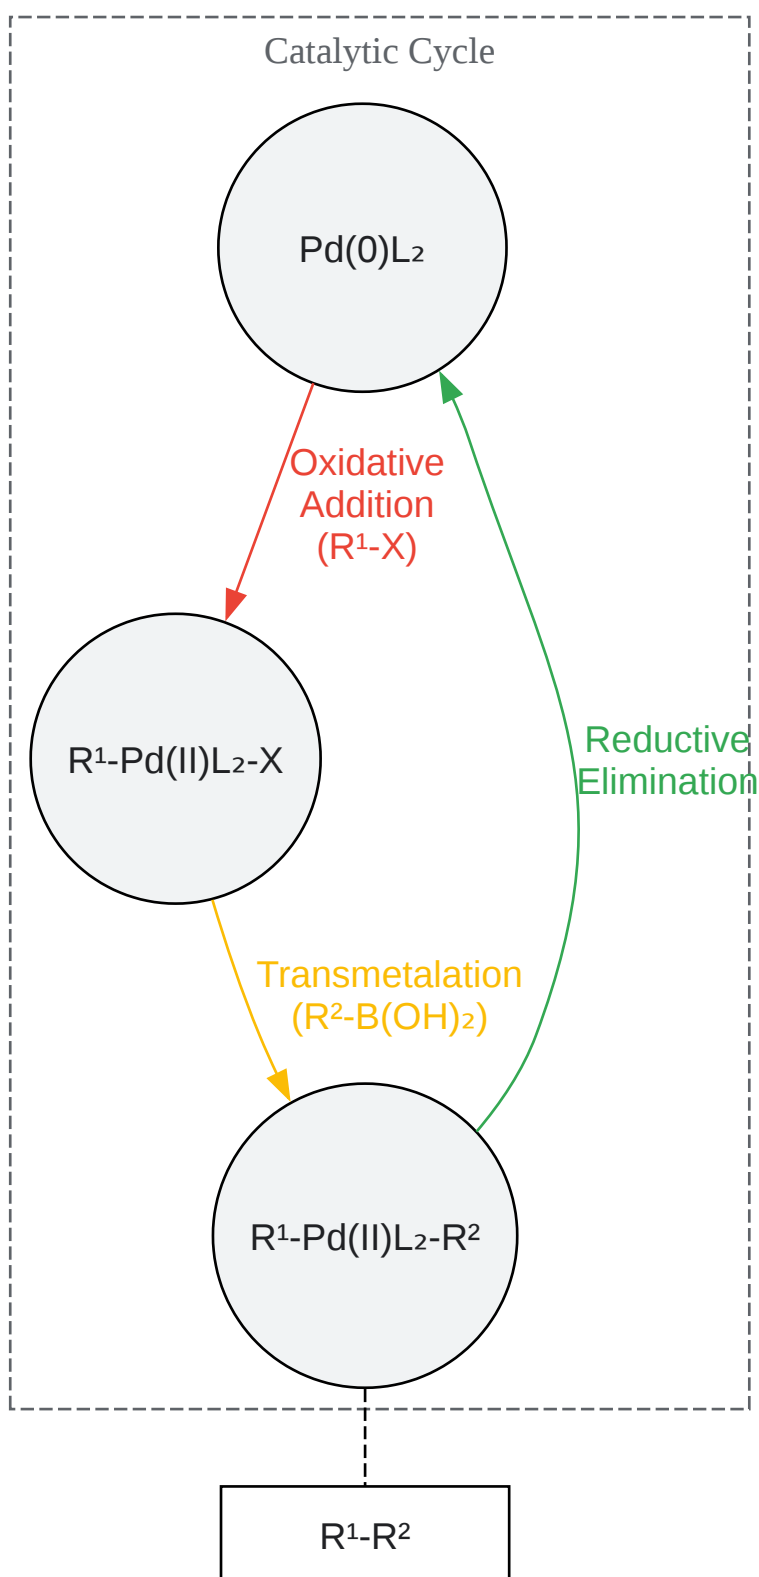 Catalytic Cycle
Pd(0)L₂
Oxidative
Addition
(R¹-X)
R¹-Pd(II)L₂-X
Reductive
Elimination
Transmetalation
(R²-B(OH)₂)
R¹-Pd(II)L₂-R²
R¹-R²